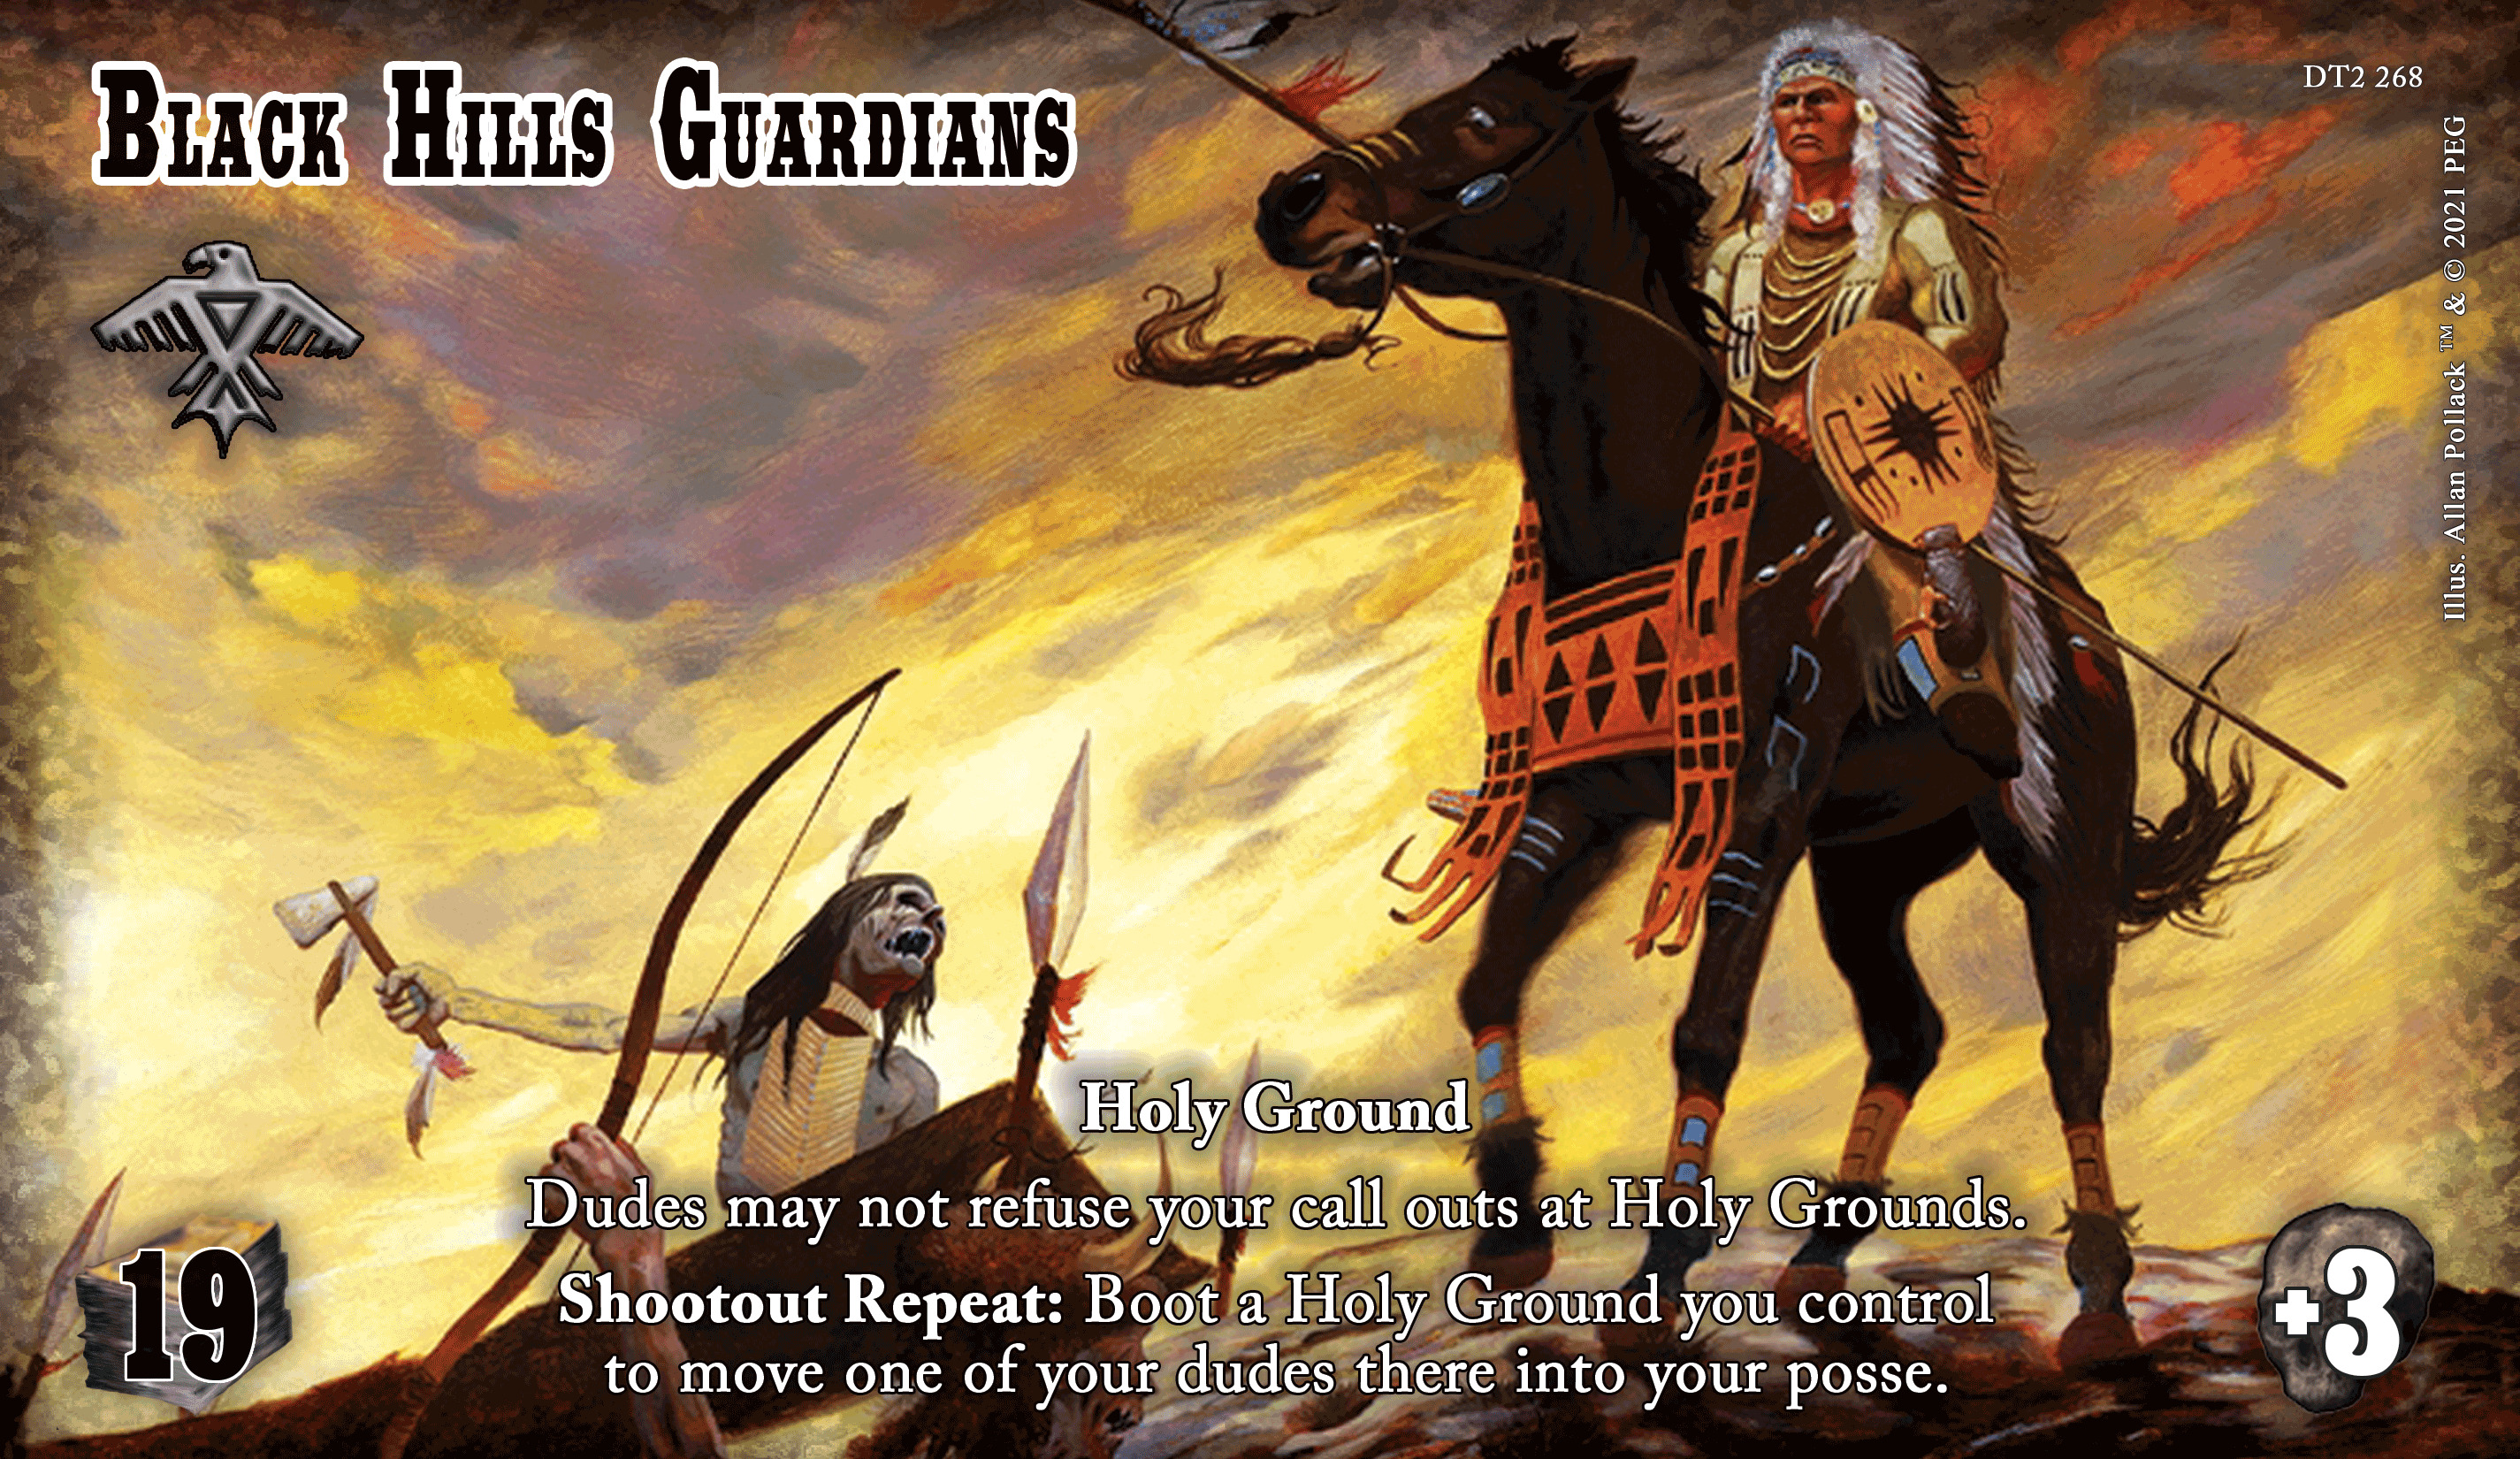 Black Hills Guardians
DT2 268
Illus. Allan Pollack ™ & © 2021 PEG
Holy Ground
Dudes may not refuse your call outs at Holy Grounds.
Shootout Repeat: Boot a Holy Ground you control
to move one of your dudes there into your posse.
19
+3